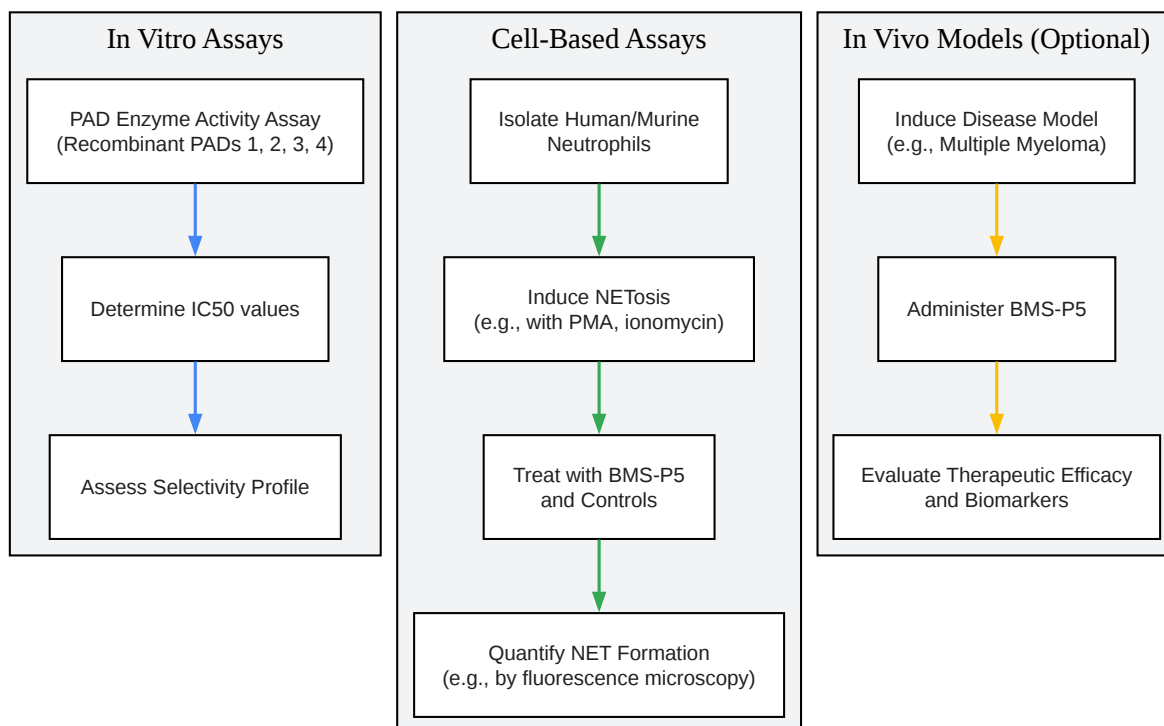 In Vitro Assays
PAD Enzyme Activity Assay
(Recombinant PADs 1, 2, 3, 4)
Determine IC50 values
Assess Selectivity Profile
Cell-Based Assays
Isolate Human/Murine
Neutrophils
Induce NETosis
(e.g., with PMA, ionomycin)
Treat with BMS-P5
and Controls
Quantify NET Formation
(e.g., by fluorescence microscopy)
In Vivo Models (Optional)
Induce Disease Model
(e.g., Multiple Myeloma)
Administer BMS-P5
Evaluate Therapeutic Efficacy
and Biomarkers